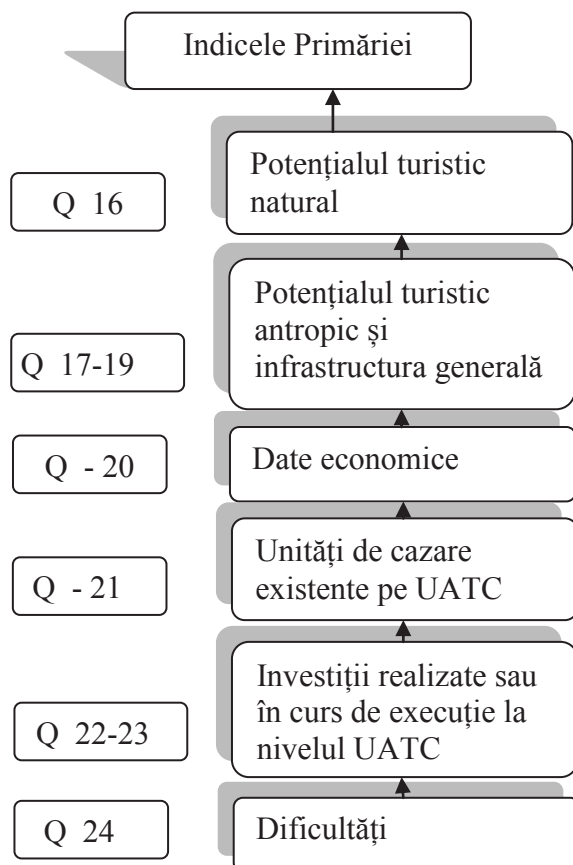 Indicele Primăriei
Q 16
Potențialul turistic
natural
Q 17-19
Potențialul turistic
antropic și
infrastructura generală
Q - 20
Date economice
Q - 21
Unități de cazare
existente pe UATC
Q 22-23
Investiții realizate sau
în curs de execuție la
nivelul UATC
Q 24
Dificultăți